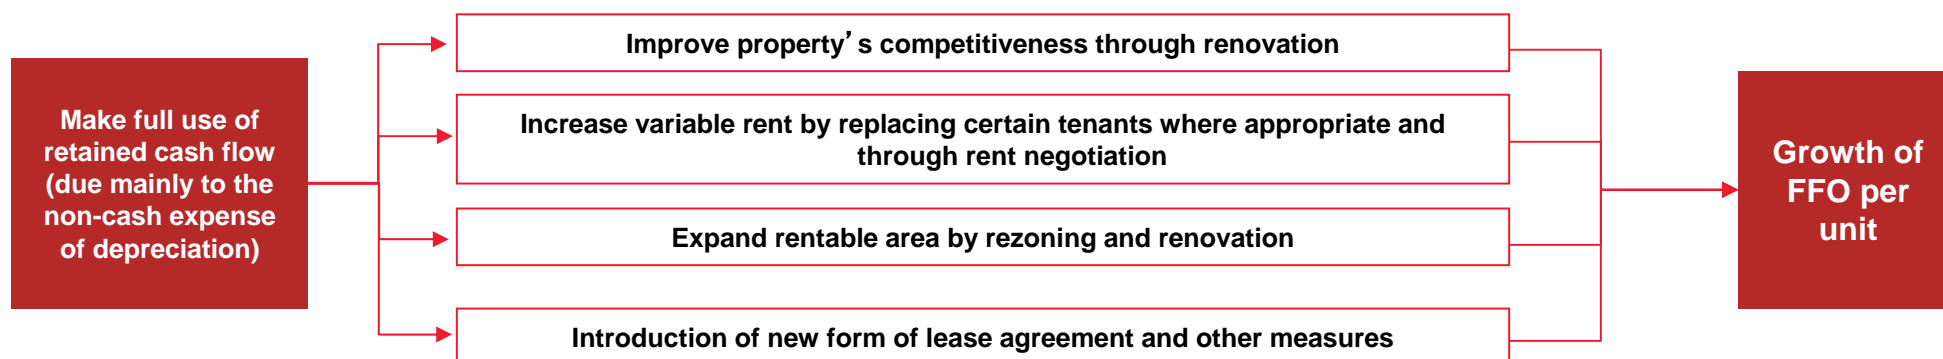 Make full use of
retained cash flow
(due mainly to the
non-cash expense
of depreciation)
Improve property’s competitiveness through renovation
Increase variable rent by replacing certain tenants where appropriate and
through rent negotiation
Expand rentable area by rezoning and renovation
Introduction of new form of lease agreement and other measures
Growth of
FFO per
unit